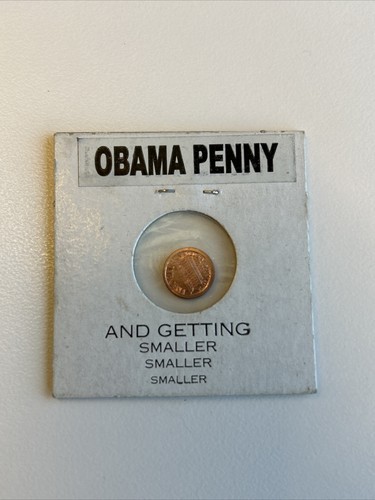 OBAMA PENNY
AND GETTING
SMALLER
SMALLER
SMALLER